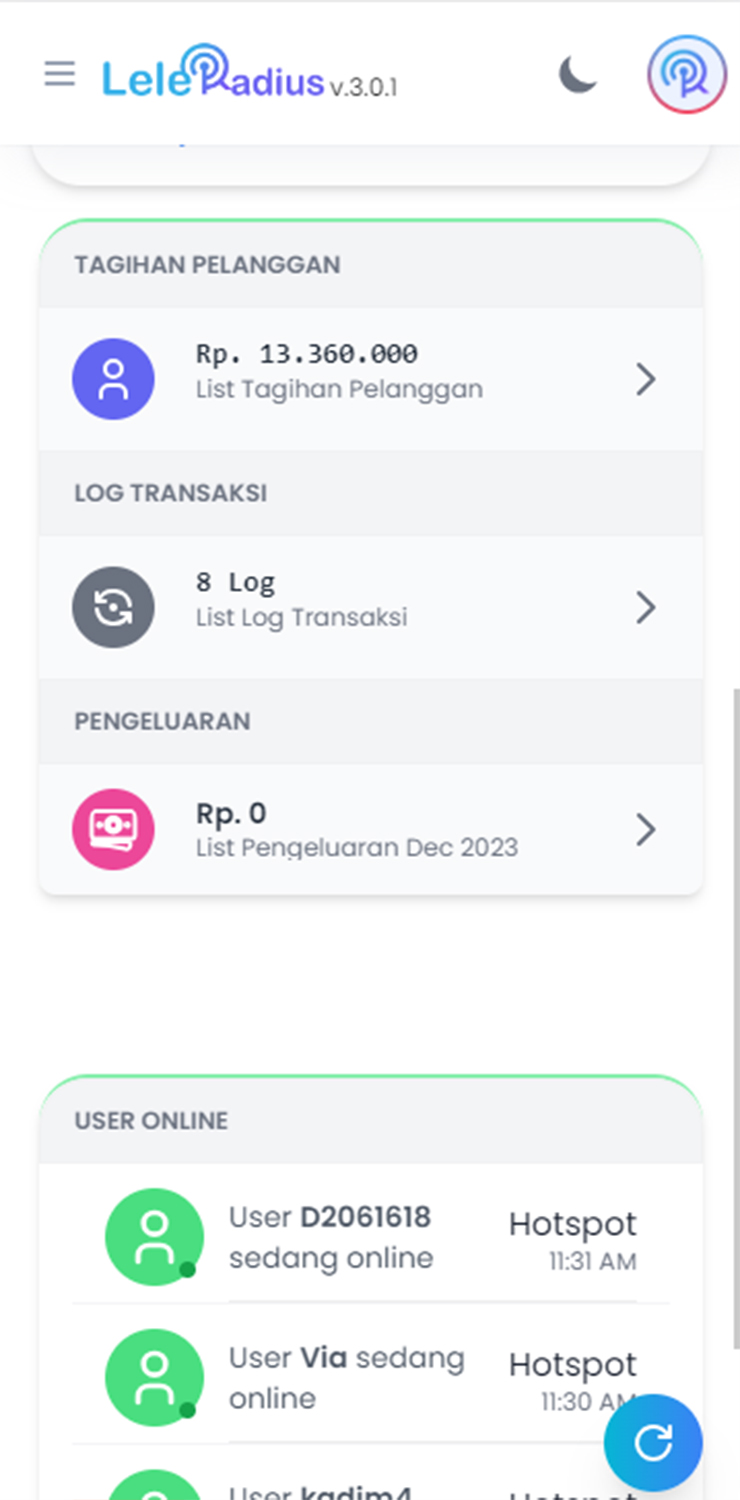 LeleRadius v.3.0.1
TAGIHAN PELANGGAN
Rp. 13.360.000
List Tagihan Pelanggan
LOG TRANSAKSI
8 Log
List Log Transaksi
PENGELUARAN
Rp. 0
List Pengeluaran Dec 2023
USER ONLINE
User D2061618
sedang online
Hotspot
11:31 AM
User Via sedang
online
Hotspot
11:30 AM
User kadim4
Hotspot